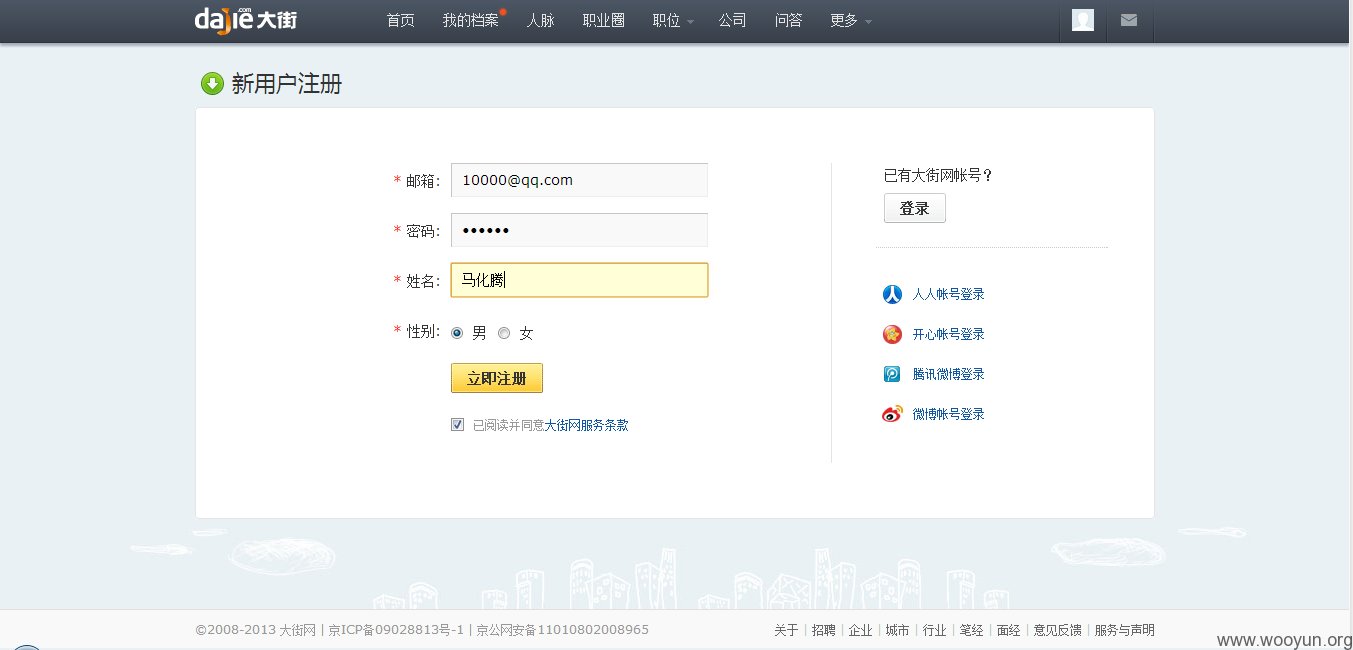 dajie.com大街 首页 我的档案 人脉 职业圈 职位 公司 问答 更多
新用户注册
* 邮箱: 10000@qq.com
* 密码: ••••••
* 姓名: 马化腾
* 性别: 男 女
立即注册
已阅读并同意大街网服务条款
已有大街网帐号？
登录
人人帐号登录
开心帐号登录
腾讯微博登录
微博帐号登录
©2008-2013 大街网 | 京ICP备09028813号-1 | 京公网安备11010802008965
关于 | 招聘 | 企业 | 城市 | 行业 | 笔经 | 面经 | 意见反馈 | 服务与声明
www.wooyun.org